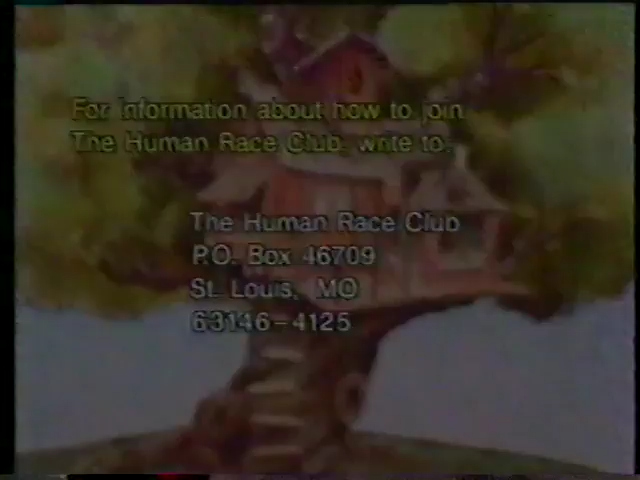 For information about how to join
The Human Race Club, write to:
The Human Race Club
P.O. Box 46709
St. Louis, MO
63146-4125